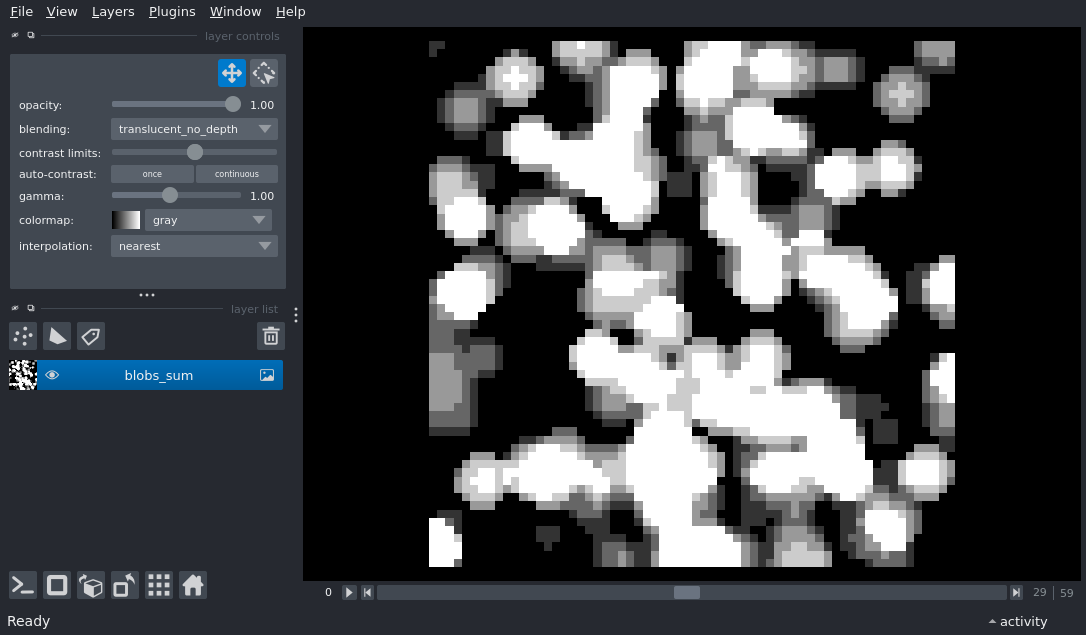 File View Layers Plugins Window Help
layer controls
opacity: 1.00
blending: translucent_no_depth
contrast limits:
auto-contrast: once continuous
gamma: 1.00
colormap: gray
interpolation: nearest
layer list
blobs_sum
0 29 59
Ready activity